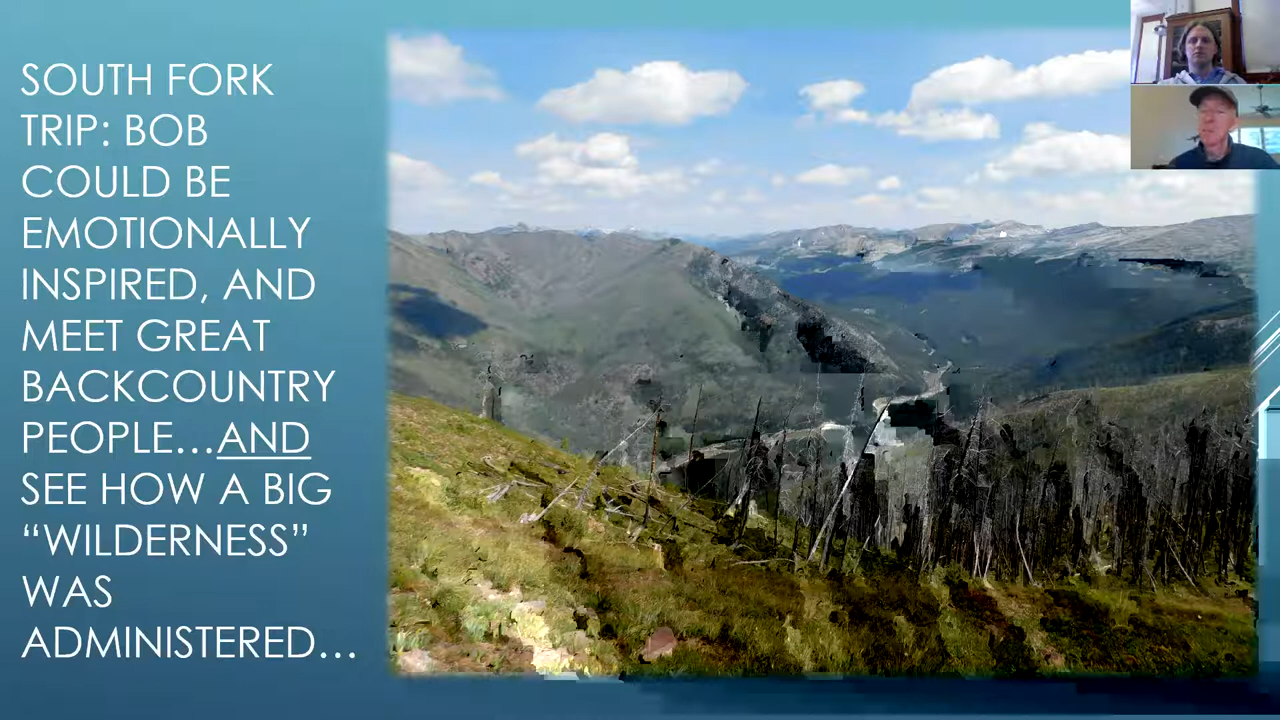 SOUTH FORK
TRIP: BOB
COULD BE
EMOTIONALLY
INSPIRED, AND
MEET GREAT
BACKCOUNTRY
PEOPLE…AND
SEE HOW A BIG
“WILDERNESS”
WAS
ADMINISTERED…